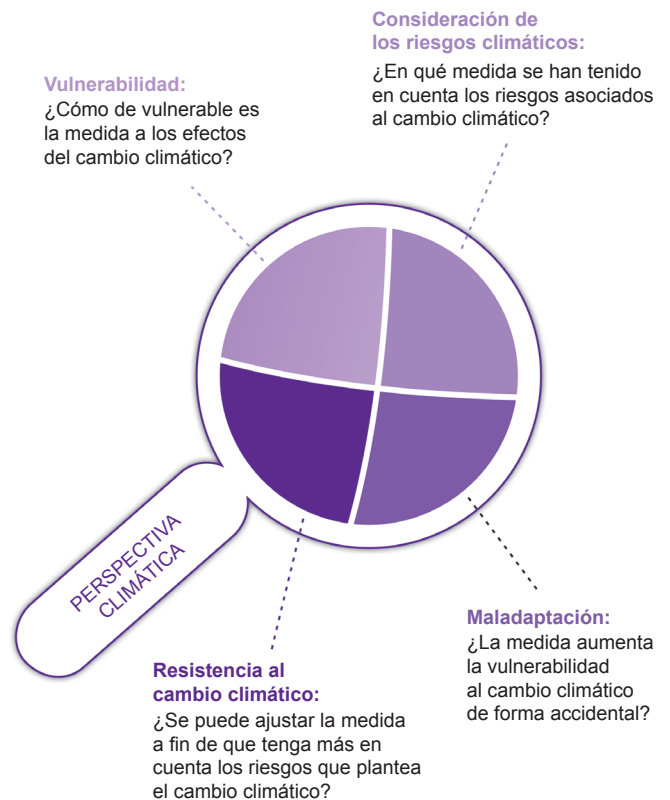 Vulnerabilidad:
¿Cómo de vulnerable es
la medida a los efectos
del cambio climático?
Consideración de
los riesgos climáticos:
¿En qué medida se han tenido
en cuenta los riesgos asociados
al cambio climático?
PERSPECTIVA
CLIMÁTICA
Resistencia al
cambio climático:
¿Se puede ajustar la medida
a fin de que tenga más en
cuenta los riesgos que plantea
el cambio climático?
Maladaptación:
¿La medida aumenta
la vulnerabilidad
al cambio climático
de forma accidental?